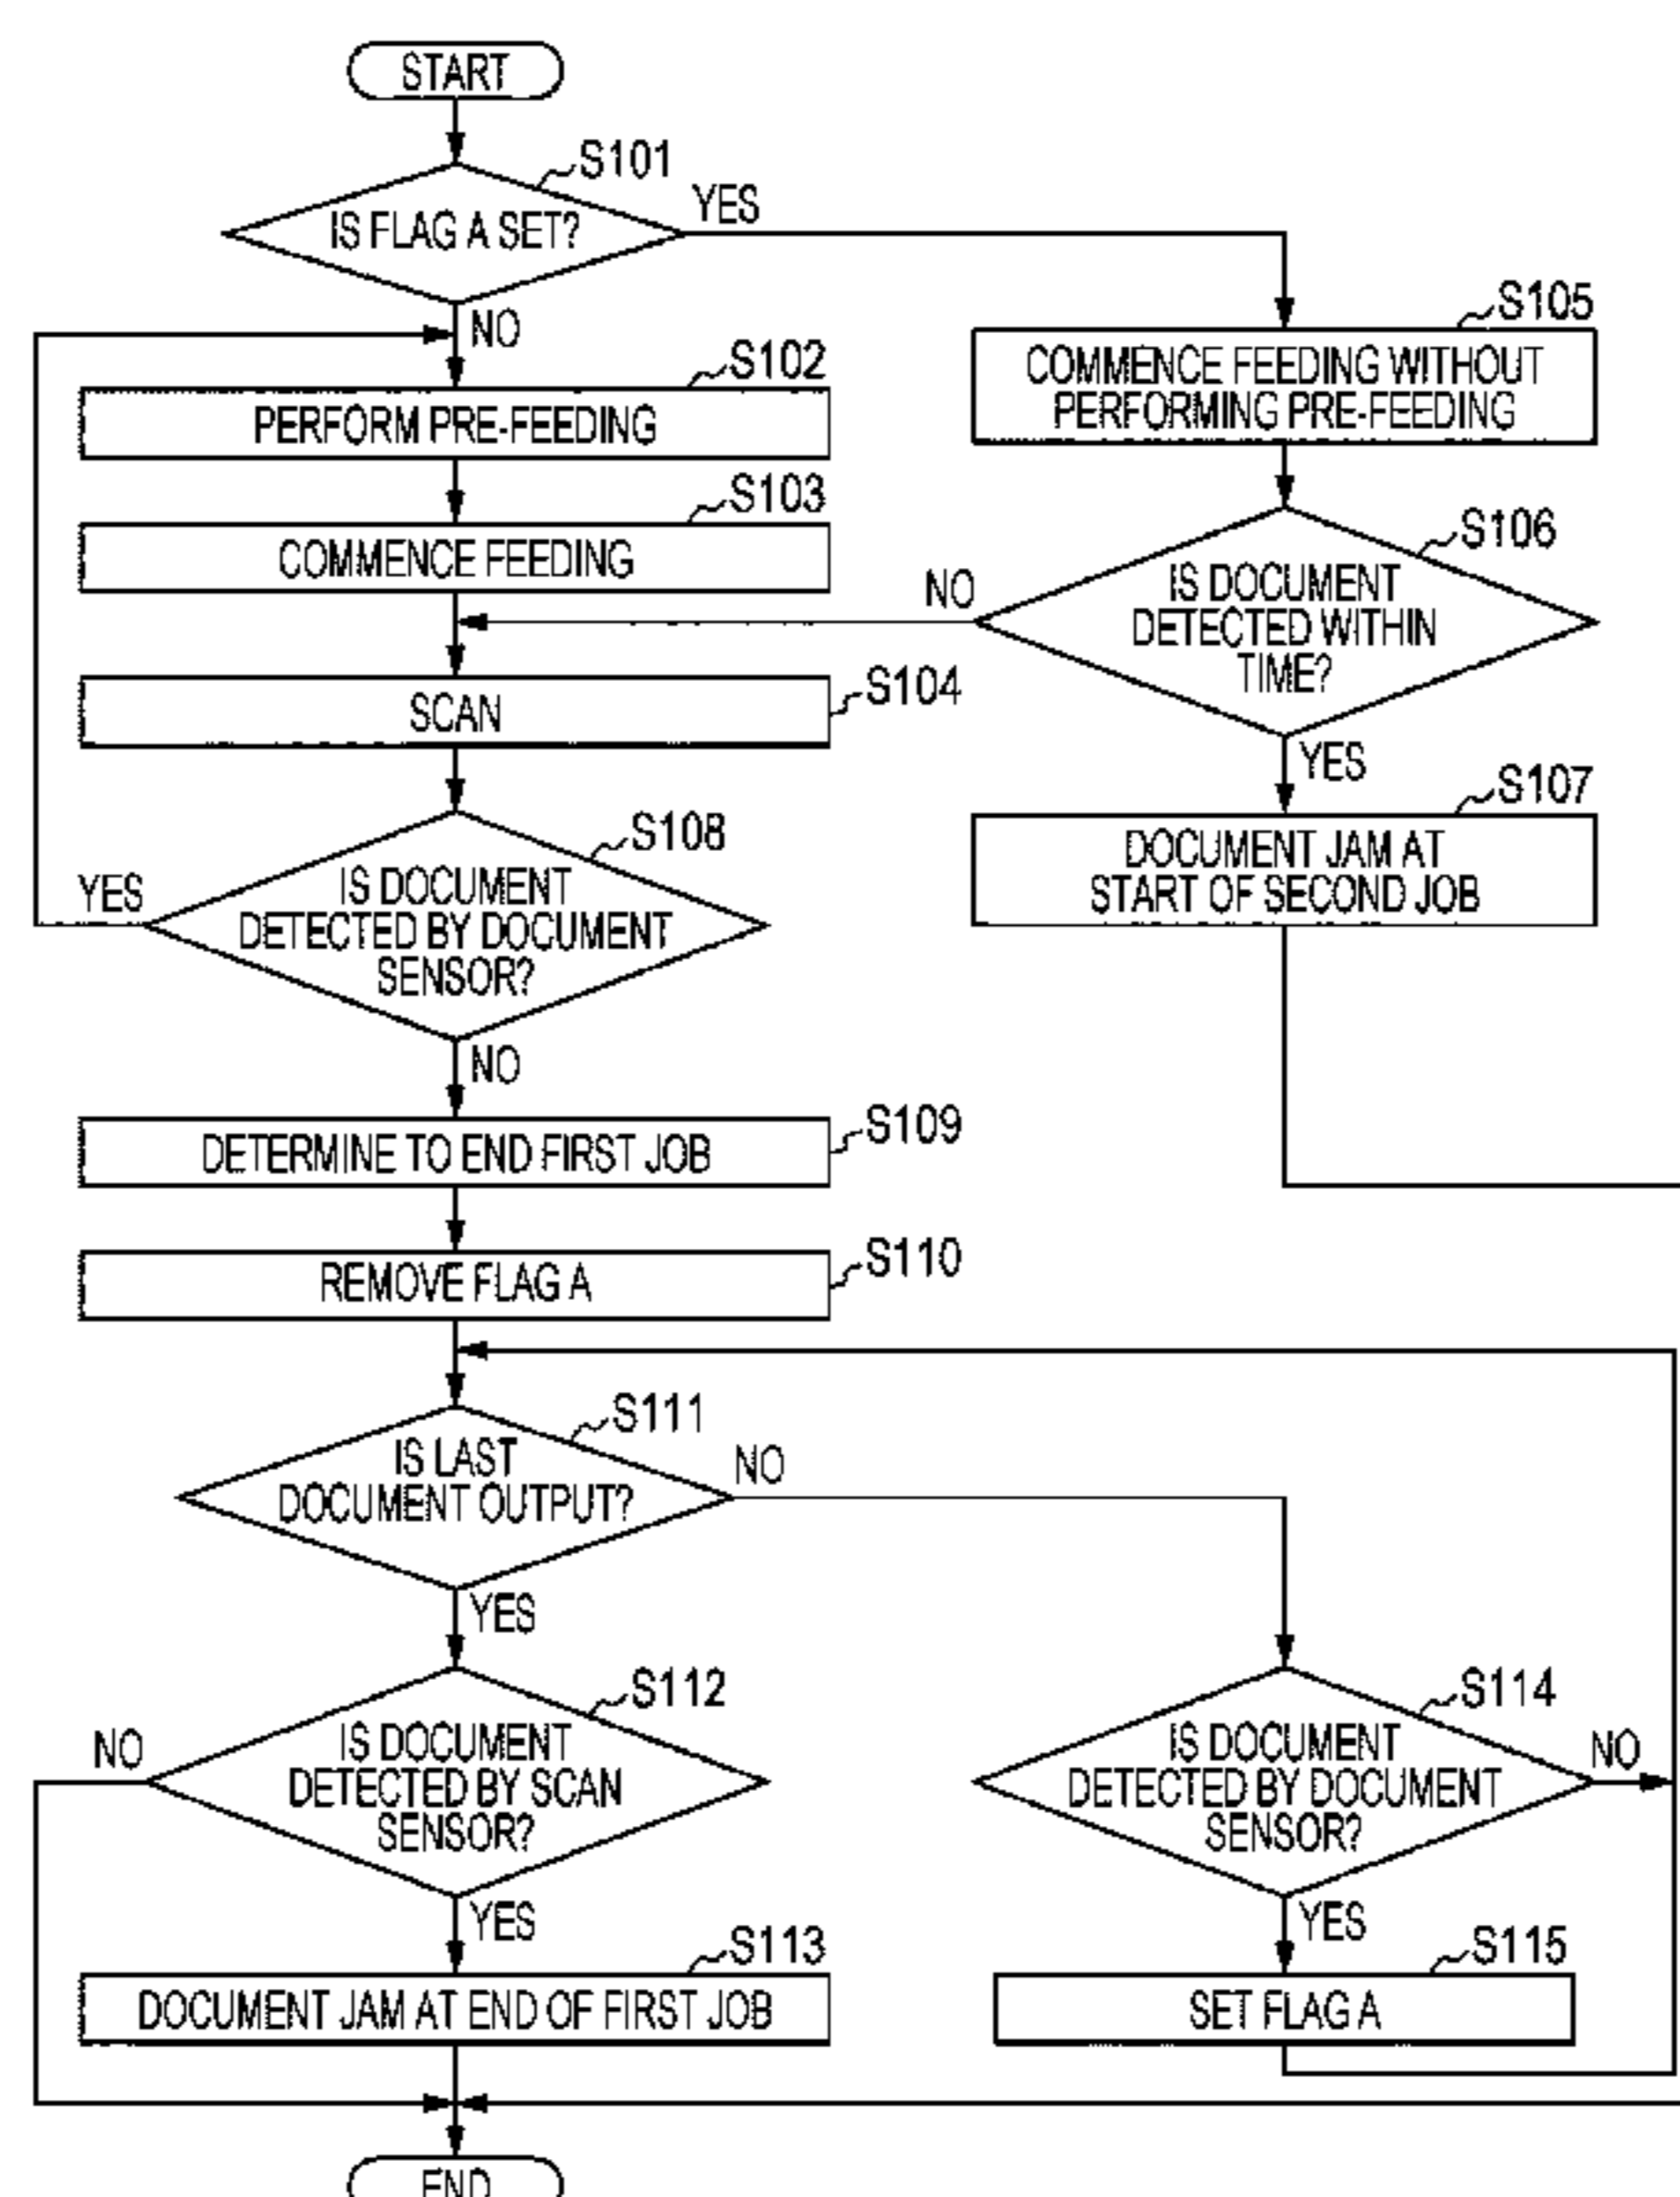 START
S101
IS FLAG A SET?
YES
NO
S102
PERFORM PRE-FEEDING
S103
COMMENCE FEEDING
S104
SCAN
S105
COMMENCE FEEDING WITHOUT
PERFORMING PRE-FEEDING
S106
IS DOCUMENT
DETECTED WITHIN
TIME?
NO
YES
S107
DOCUMENT JAM AT
START OF SECOND JOB
S108
IS DOCUMENT
DETECTED BY DOCUMENT
SENSOR?
YES
NO
S109
DETERMINE TO END FIRST JOB
S110
REMOVE FLAG A
S111
IS LAST
DOCUMENT OUTPUT?
NO
YES
S112
IS DOCUMENT
DETECTED BY SCAN
SENSOR?
NO
YES
S113
DOCUMENT JAM AT END OF FIRST JOB
S114
IS DOCUMENT
DETECTED BY DOCUMENT
SENSOR?
NO
YES
S115
SET FLAG A
END